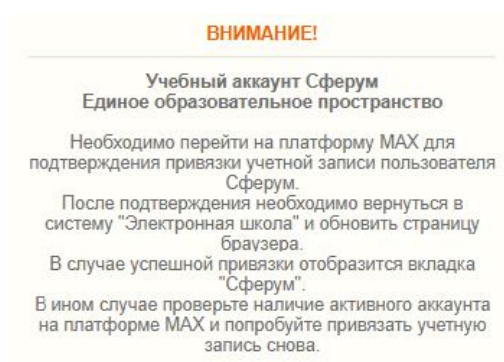 ВНИМАНИЕ!
Учебный аккаунт Сферум
Единое образовательное пространство
Необходимо перейти на платформу MAX для
подтверждения привязки учетной записи пользователя
Сферум.
После подтверждения необходимо вернуться в
систему "Электронная школа" и обновить страницу
браузера.
В случае успешной привязки отобразится вкладка
"Сферум".
В ином случае проверьте наличие активного аккаунта
на платформе MAX и попробуйте привязать учетную
запись снова.